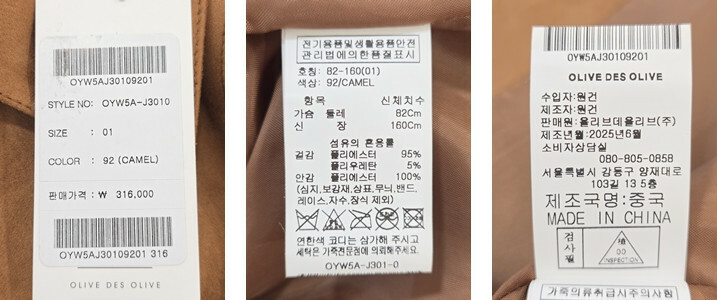 OYW5AJ30109201
STYLE NO: OYW5A-J3010
SIZE : 01
COLOR : 92 (CAMEL)
판매가격 : ₩ 316,000
OYW5AJ30109201 316
OLIVE DES OLIVE
전기용품및생활용품안전
관리법에의한품질표시
호칭: 82-160(01)
색상: 92/CAMEL
항목 신체치수
가슴 둘레 82Cm
신 장 160Cm
섬유의 혼용률
겉감 폴리에스터 95%
폴리우레탄 5%
안감 폴리에스터 100%
(심지,보강재,상표,무늬,밴드,
레이스,자수,장식 제외)
연한색 코디는 삼가해 주시고
세탁은 가죽전문점에 의뢰해주세요.
OYW5A-J301-0
OYW5AJ30109201
OLIVE DES OLIVE
수입자:원건
제조자:원건
판매원:올리브데올리브(주)
제조년월:2025년6월
소비자상담실
080-805-0858
서울특별시 강동구 양재대로
103길 13 5층
제조국명:중국
MADE IN CHINA
검사필
INSPECTION
가죽의류취급시주의사항